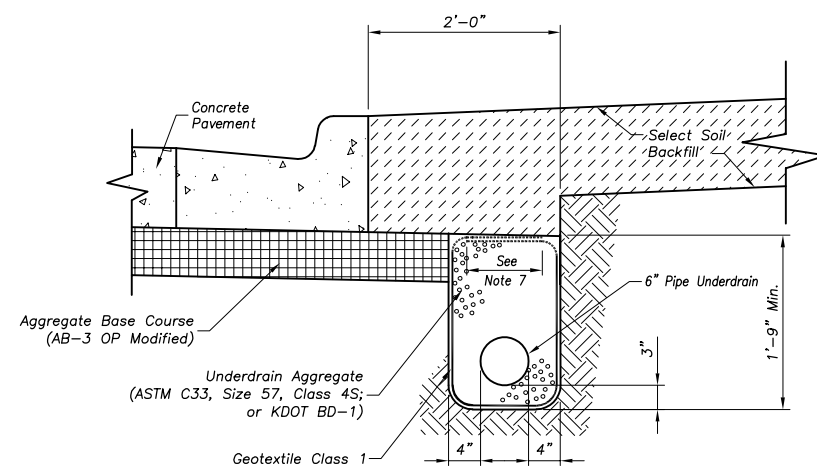 2'-0"
Concrete
Pavement
Select Soil
Backfill
See
Note 7
6" Pipe Underdrain
1'-9" Min.
3"
Aggregate Base Course
(AB-3 OP Modified)
Underdrain Aggregate
(ASTM C33, Size 57, Class 4S;
or KDOT BD-1)
4"
4"
Geotextile Class 1